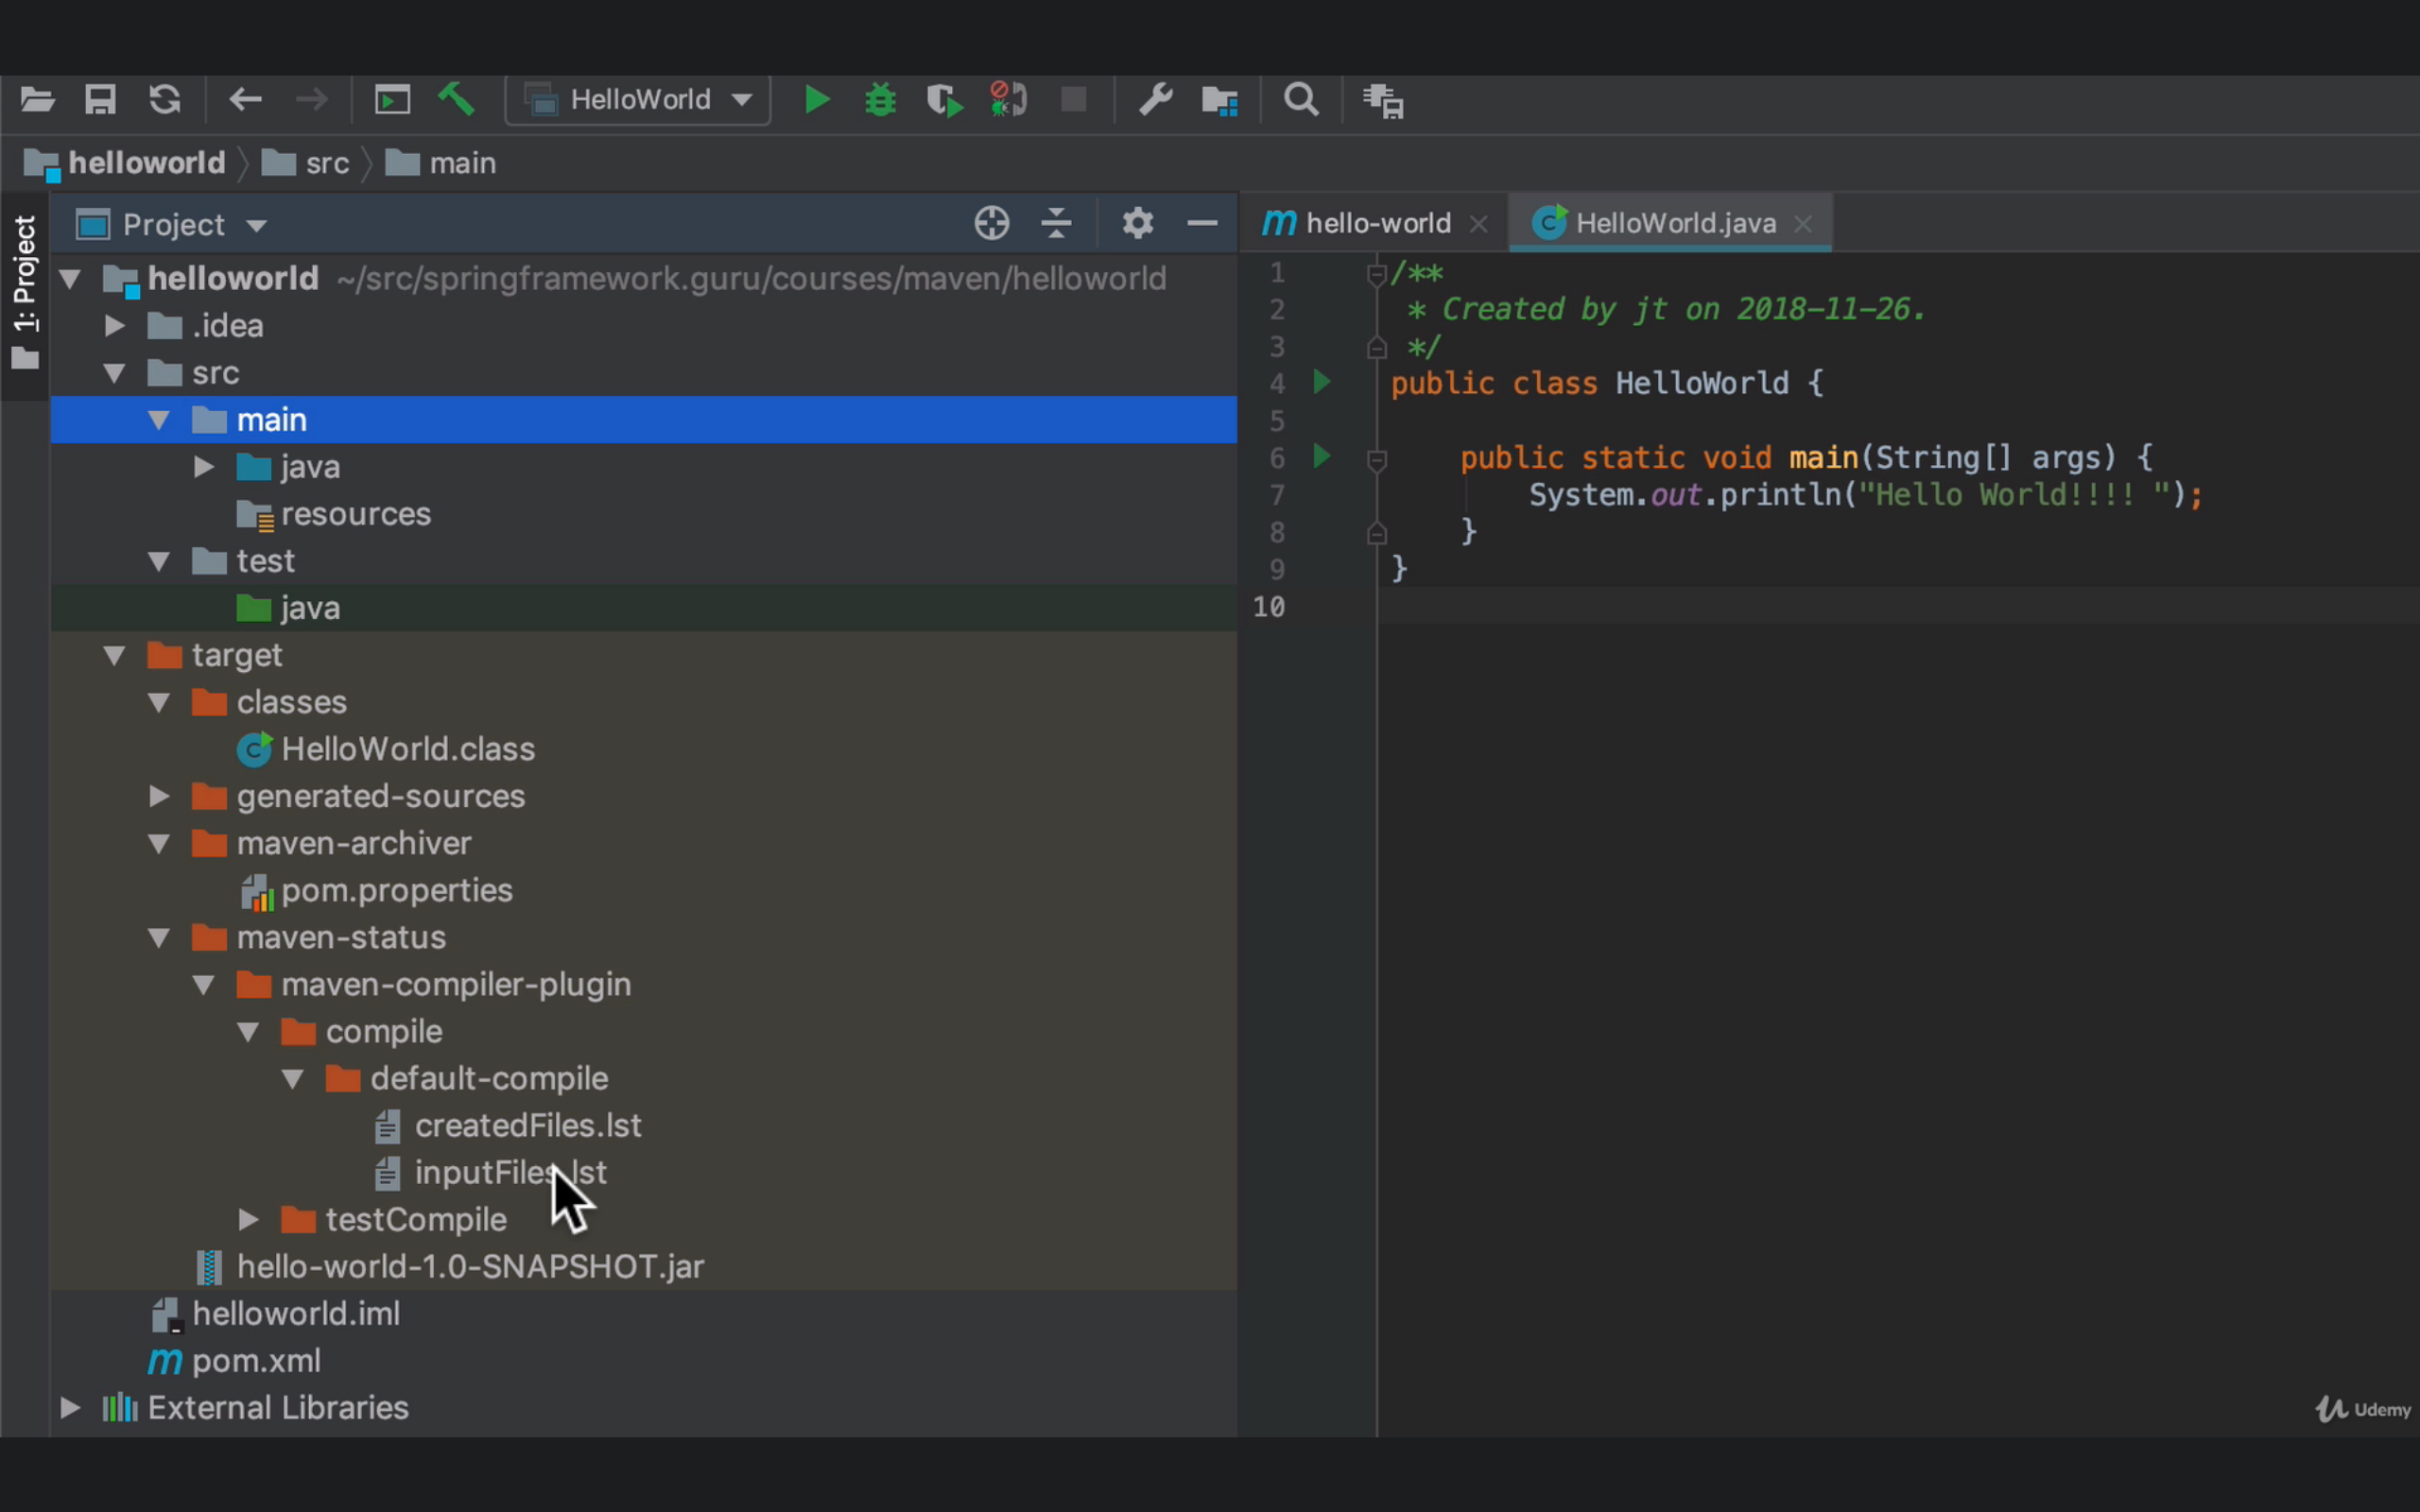 HelloWorld
helloworld src main
1: Project
Project
helloworld ~/src/springframework.guru/courses/maven/helloworld
.idea
src
main
java
resources
test
java
target
classes
HelloWorld.class
generated-sources
maven-archiver
pom.properties
maven-status
maven-compiler-plugin
compile
default-compile
createdFiles.lst
inputFiles.lst
testCompile
hello-world-1.0-SNAPSHOT.jar
helloworld.iml
pom.xml
External Libraries
hello-world HelloWorld.java
1 /**
2 * Created by jt on 2018-11-26.
3 */
4 public class HelloWorld {
5
6 public static void main(String[] args) {
7 System.out.println("Hello World!!!! ");
8 }
9 }
10
Udemy